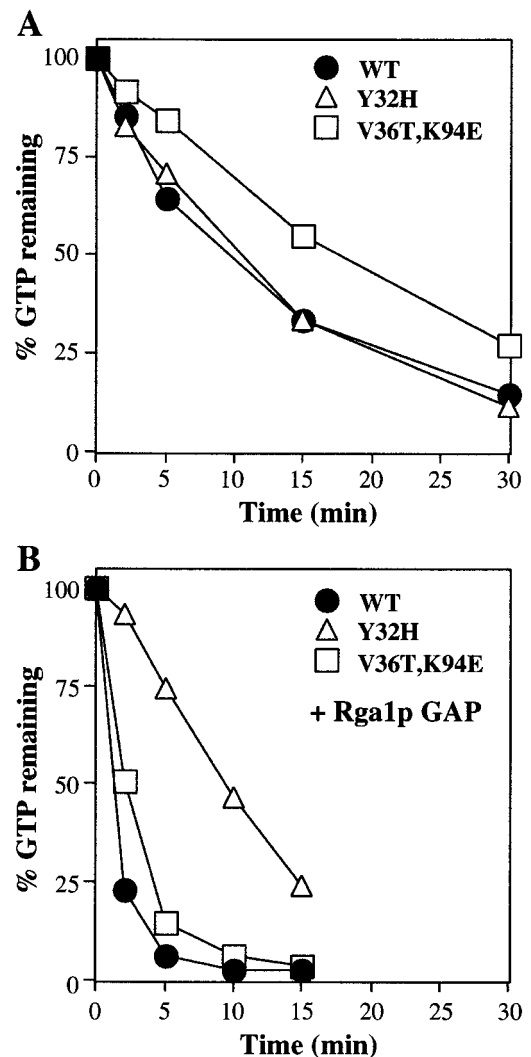 A
100
75
50
25
0
% GTP remaining
WT
Y32H
V36T,K94E
0 5 10 15 20 25 30
Time (min)
B
100
75
50
25
0
% GTP remaining
WT
Y32H
V36T,K94E
+ Rga1p GAP
0 5 10 15 20 25 30
Time (min)